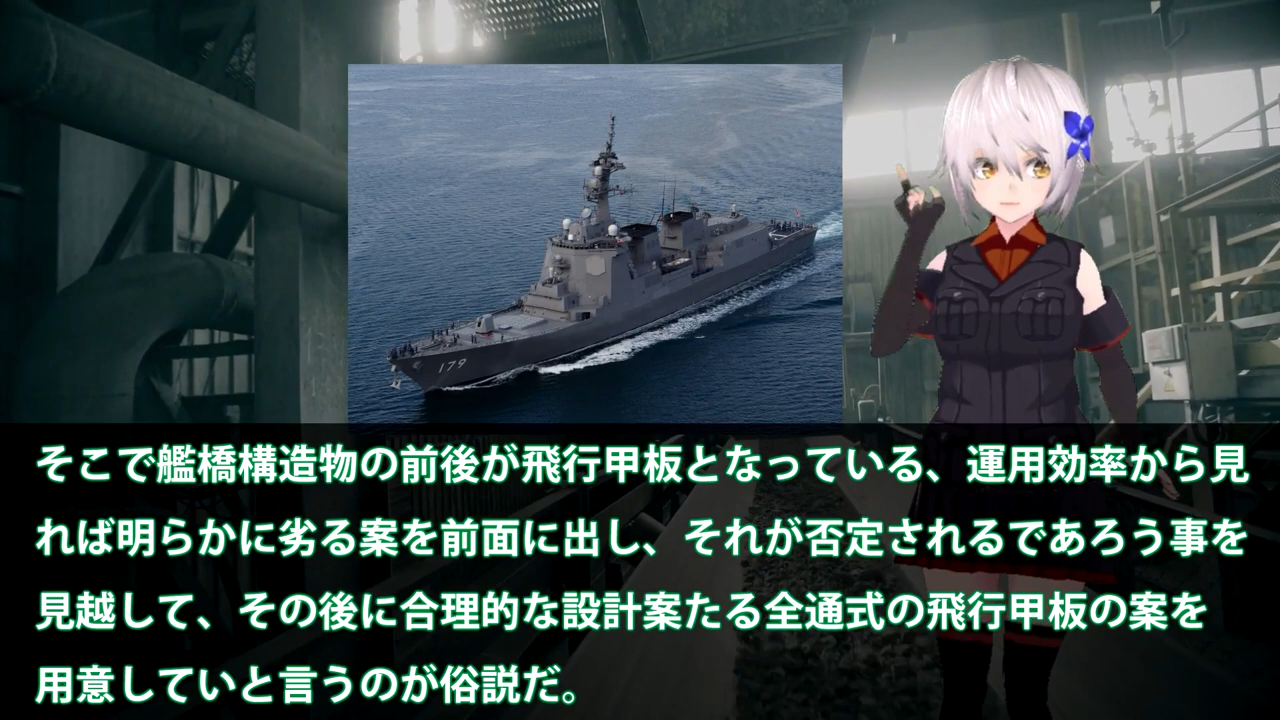 179
そこで艦橋構造物の前後が飛行甲板となっている、運用効率から見
れば明らかに劣る案を前面に出し、それが否定されるであろう事を
見越して、その後に合理的な設計案たる全通式の飛行甲板の案を
用意していと言うのが俗説だ。